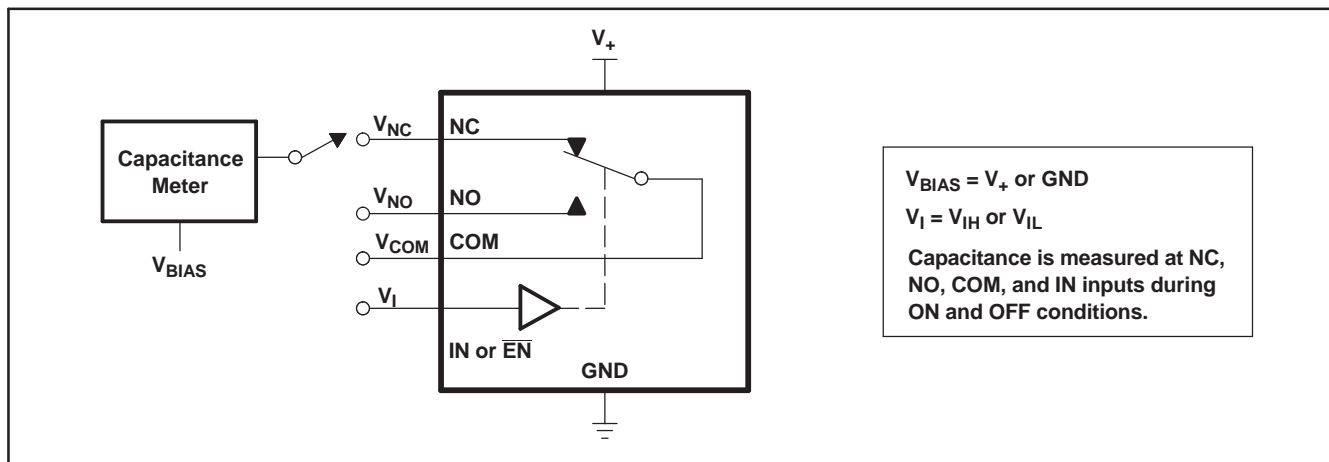 V+
Capacitance
Meter
VBIAS
VNC NC
VNO NO
VCOM COM
VI
IN or E̅N̅
GND
VBIAS = V+ or GND
VI = VIH or VIL
Capacitance is measured at NC,
NO, COM, and IN inputs during
ON and OFF conditions.